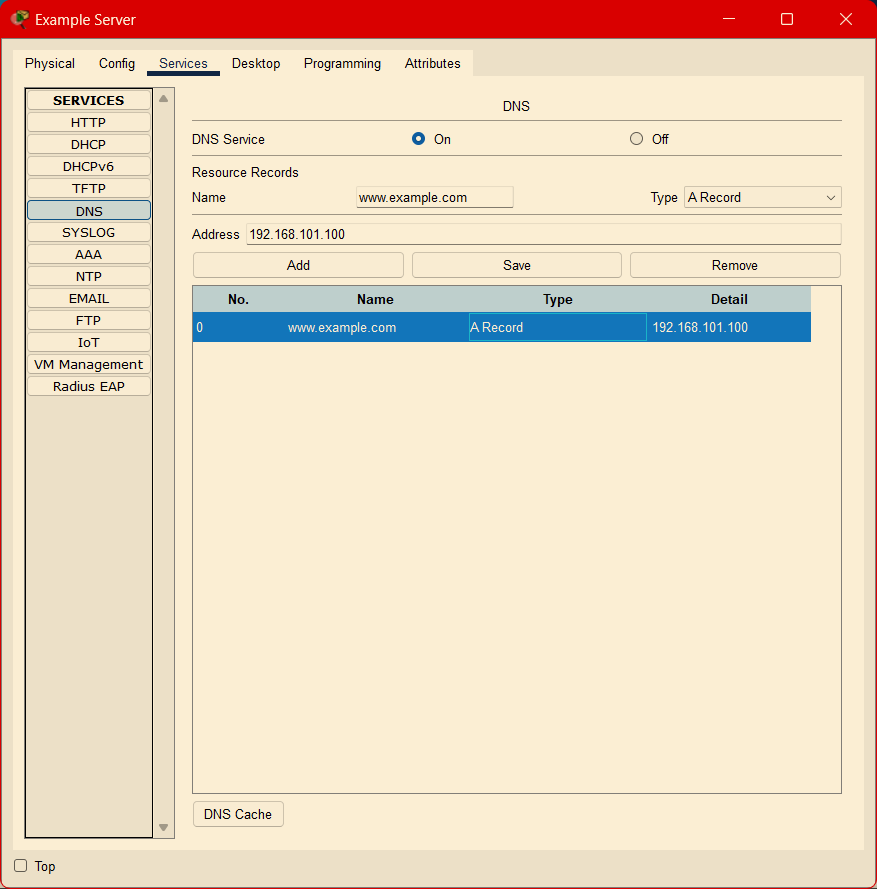 Example Server
Physical Config Services Desktop Programming Attributes
SERVICES
HTTP
DHCP
DHCPv6
TFTP
DNS
SYSLOG
AAA
NTP
EMAIL
FTP
IoT
VM Management
Radius EAP
DNS
DNS Service On Off
Resource Records
Name www.example.com Type A Record
Address 192.168.101.100
Add Save Remove
No. Name Type Detail
0 www.example.com A Record 192.168.101.100
DNS Cache
Top